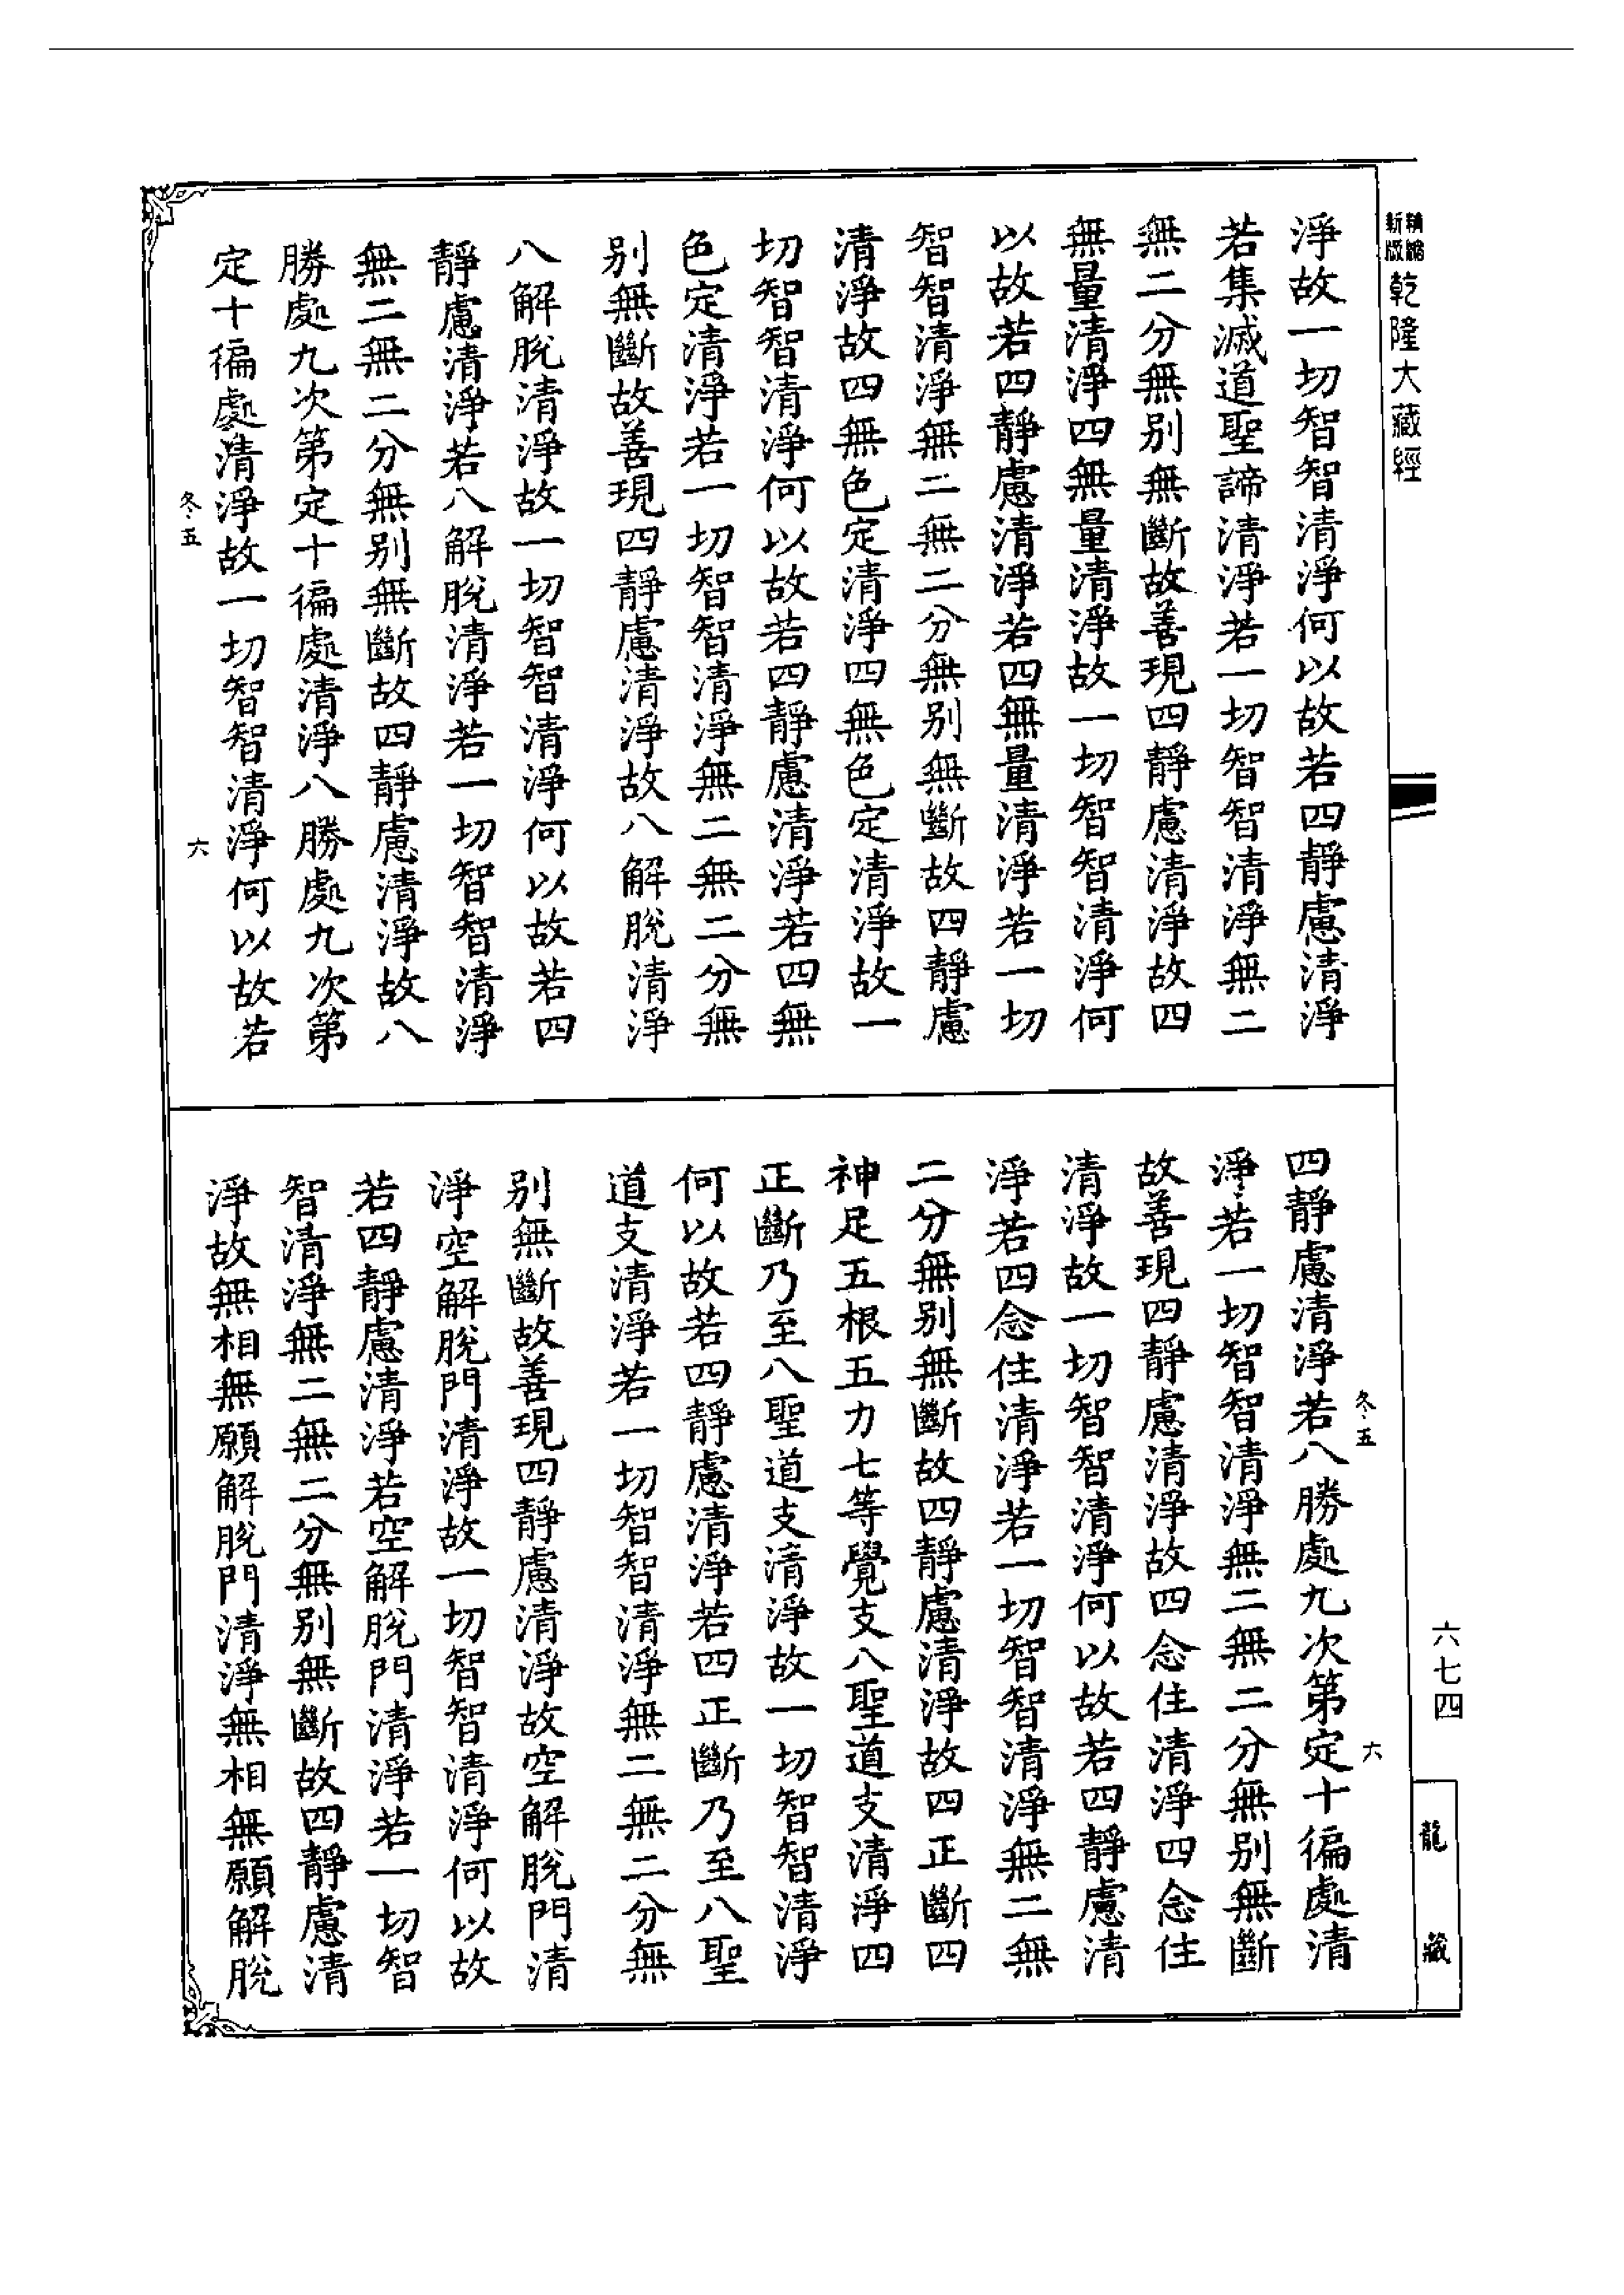 精縮新版乾隆大藏經
淨故一切智智清淨何以故若四靜慮清淨
若集滅道聖諦清淨若一切智智清淨無二
無二分無别無斷故善現四靜慮清淨故四
無量清淨四無量清淨故一切智智清淨何
以故若四靜慮清淨若四無量清淨若一切
智智清淨無二無二分無别無斷故四靜慮
清淨故四無色定清淨四無色定清淨故一
切智智清淨何以故若四靜慮清淨若四無
色定清淨若一切智智清淨無二無二分無
别無斷故善現四靜慮清淨故八解脫清淨
八解脫清淨故一切智智清淨何以故若四
靜慮清淨若八解脫清淨若一切智智清淨
無二無二分無别無斷故四靜慮清淨故八
勝處九次第定十徧處清淨八勝處九次第
定十徧處清淨故一切智智清淨何以故若
冬五
六
冬五
六
四靜慮清淨若八勝處九次第定十徧處清
淨若一切智智清淨無二無二分無别無斷
故善現四靜慮清淨故四念住清淨四念住
清淨故一切智智清淨何以故若四靜慮清
淨若四念住清淨若一切智智清淨無二無
二分無别無斷故四靜慮清淨故四正斷四
神足五根五力七等覺支八聖道支清淨四
正斷乃至八聖道支清淨故一切智智清淨
何以故若四靜慮清淨若四正斷乃至八聖
道支清淨若一切智智清淨無二無二分無
别無斷故善現四靜慮清淨故空解脫門清
淨空解脫門清淨故一切智智清淨何以故
若四靜慮清淨若空解脫門清淨若一切智
智清淨無二無二分無别無斷故四靜慮清
淨故無相無願解脫門清淨無相無願解脫
六七四
龍藏